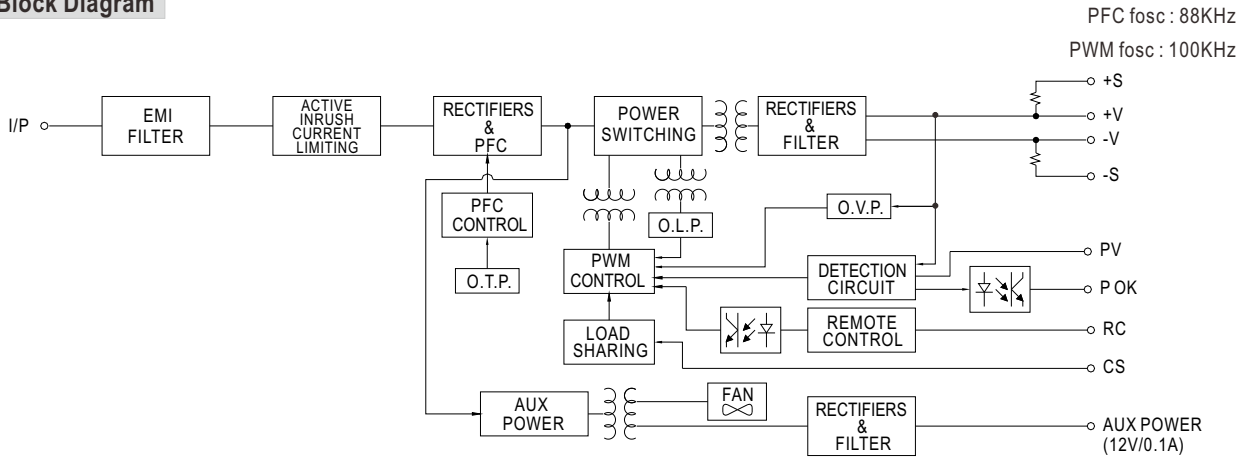 Block Diagram
PFC fosc : 88KHz
PWM fosc : 100KHz
I/P
EMI
FILTER
ACTIVE
INRUSH
CURRENT
LIMITING
RECTIFIERS
&
PFC
POWER
SWITCHING
RECTIFIERS
&
FILTER
+S
+V
-V
-S
PFC
CONTROL
O.T.P.
O.L.P.
O.V.P.
PWM
CONTROL
DETECTION
CIRCUIT
PV
P OK
LOAD
SHARING
REMOTE
CONTROL
RC
CS
AUX
POWER
FAN
RECTIFIERS
&
FILTER
AUX POWER
(12V/0.1A)